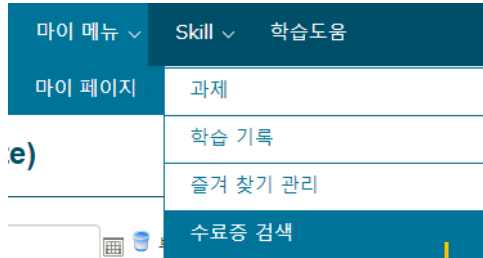 마이 메뉴 Skill 학습도움
마이 페이지
과제
학습 기록
:e)
즐겨 찾기 관리
수료증 검색